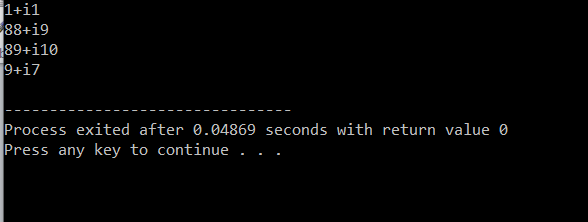 1+i1
88+i9
89+i10
9+i7
--------------------------------
Process exited after 0.04869 seconds with return value 0
Press any key to continue . . .